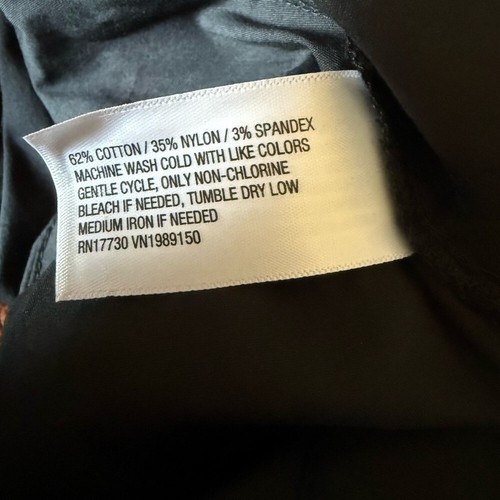 62% COTTON / 35% NYLON / 3% SPANDEX
MACHINE WASH COLD WITH LIKE COLORS
GENTLE CYCLE, ONLY NON-CHLORINE
BLEACH IF NEEDED, TUMBLE DRY LOW
MEDIUM IRON IF NEEDED
RN17730 VN1989150